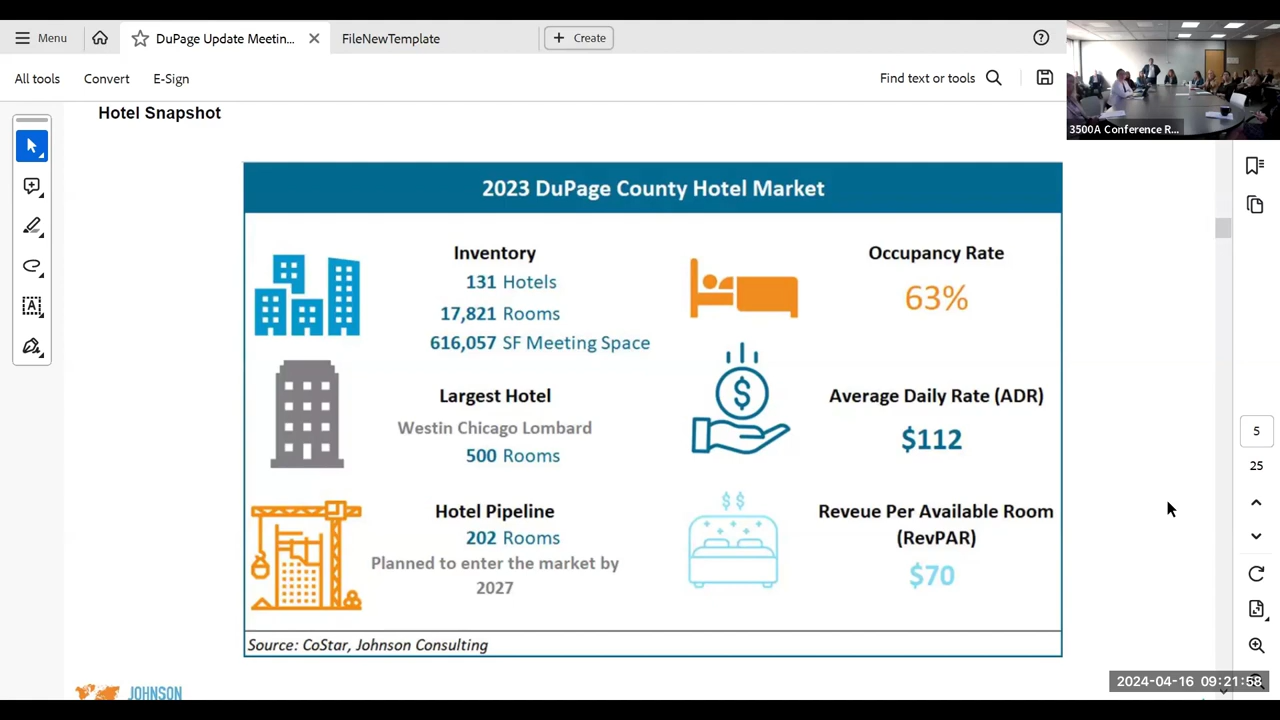 Menu
DuPage Update Meetin...
FileNewTemplate
Create
All tools
Convert
E-Sign
Find text or tools
3500A Conference R...
Hotel Snapshot
2023 DuPage County Hotel Market
Inventory
131 Hotels
17,821 Rooms
616,057 SF Meeting Space
Occupancy Rate
63%
Largest Hotel
Westin Chicago Lombard
500 Rooms
Average Daily Rate (ADR)
$112
Hotel Pipeline
202 Rooms
Planned to enter the market by
2027
Reveue Per Available Room
(RevPAR)
$70
Source: CoStar, Johnson Consulting
JOHNSON
5
25
2024-04-16 09:21:58